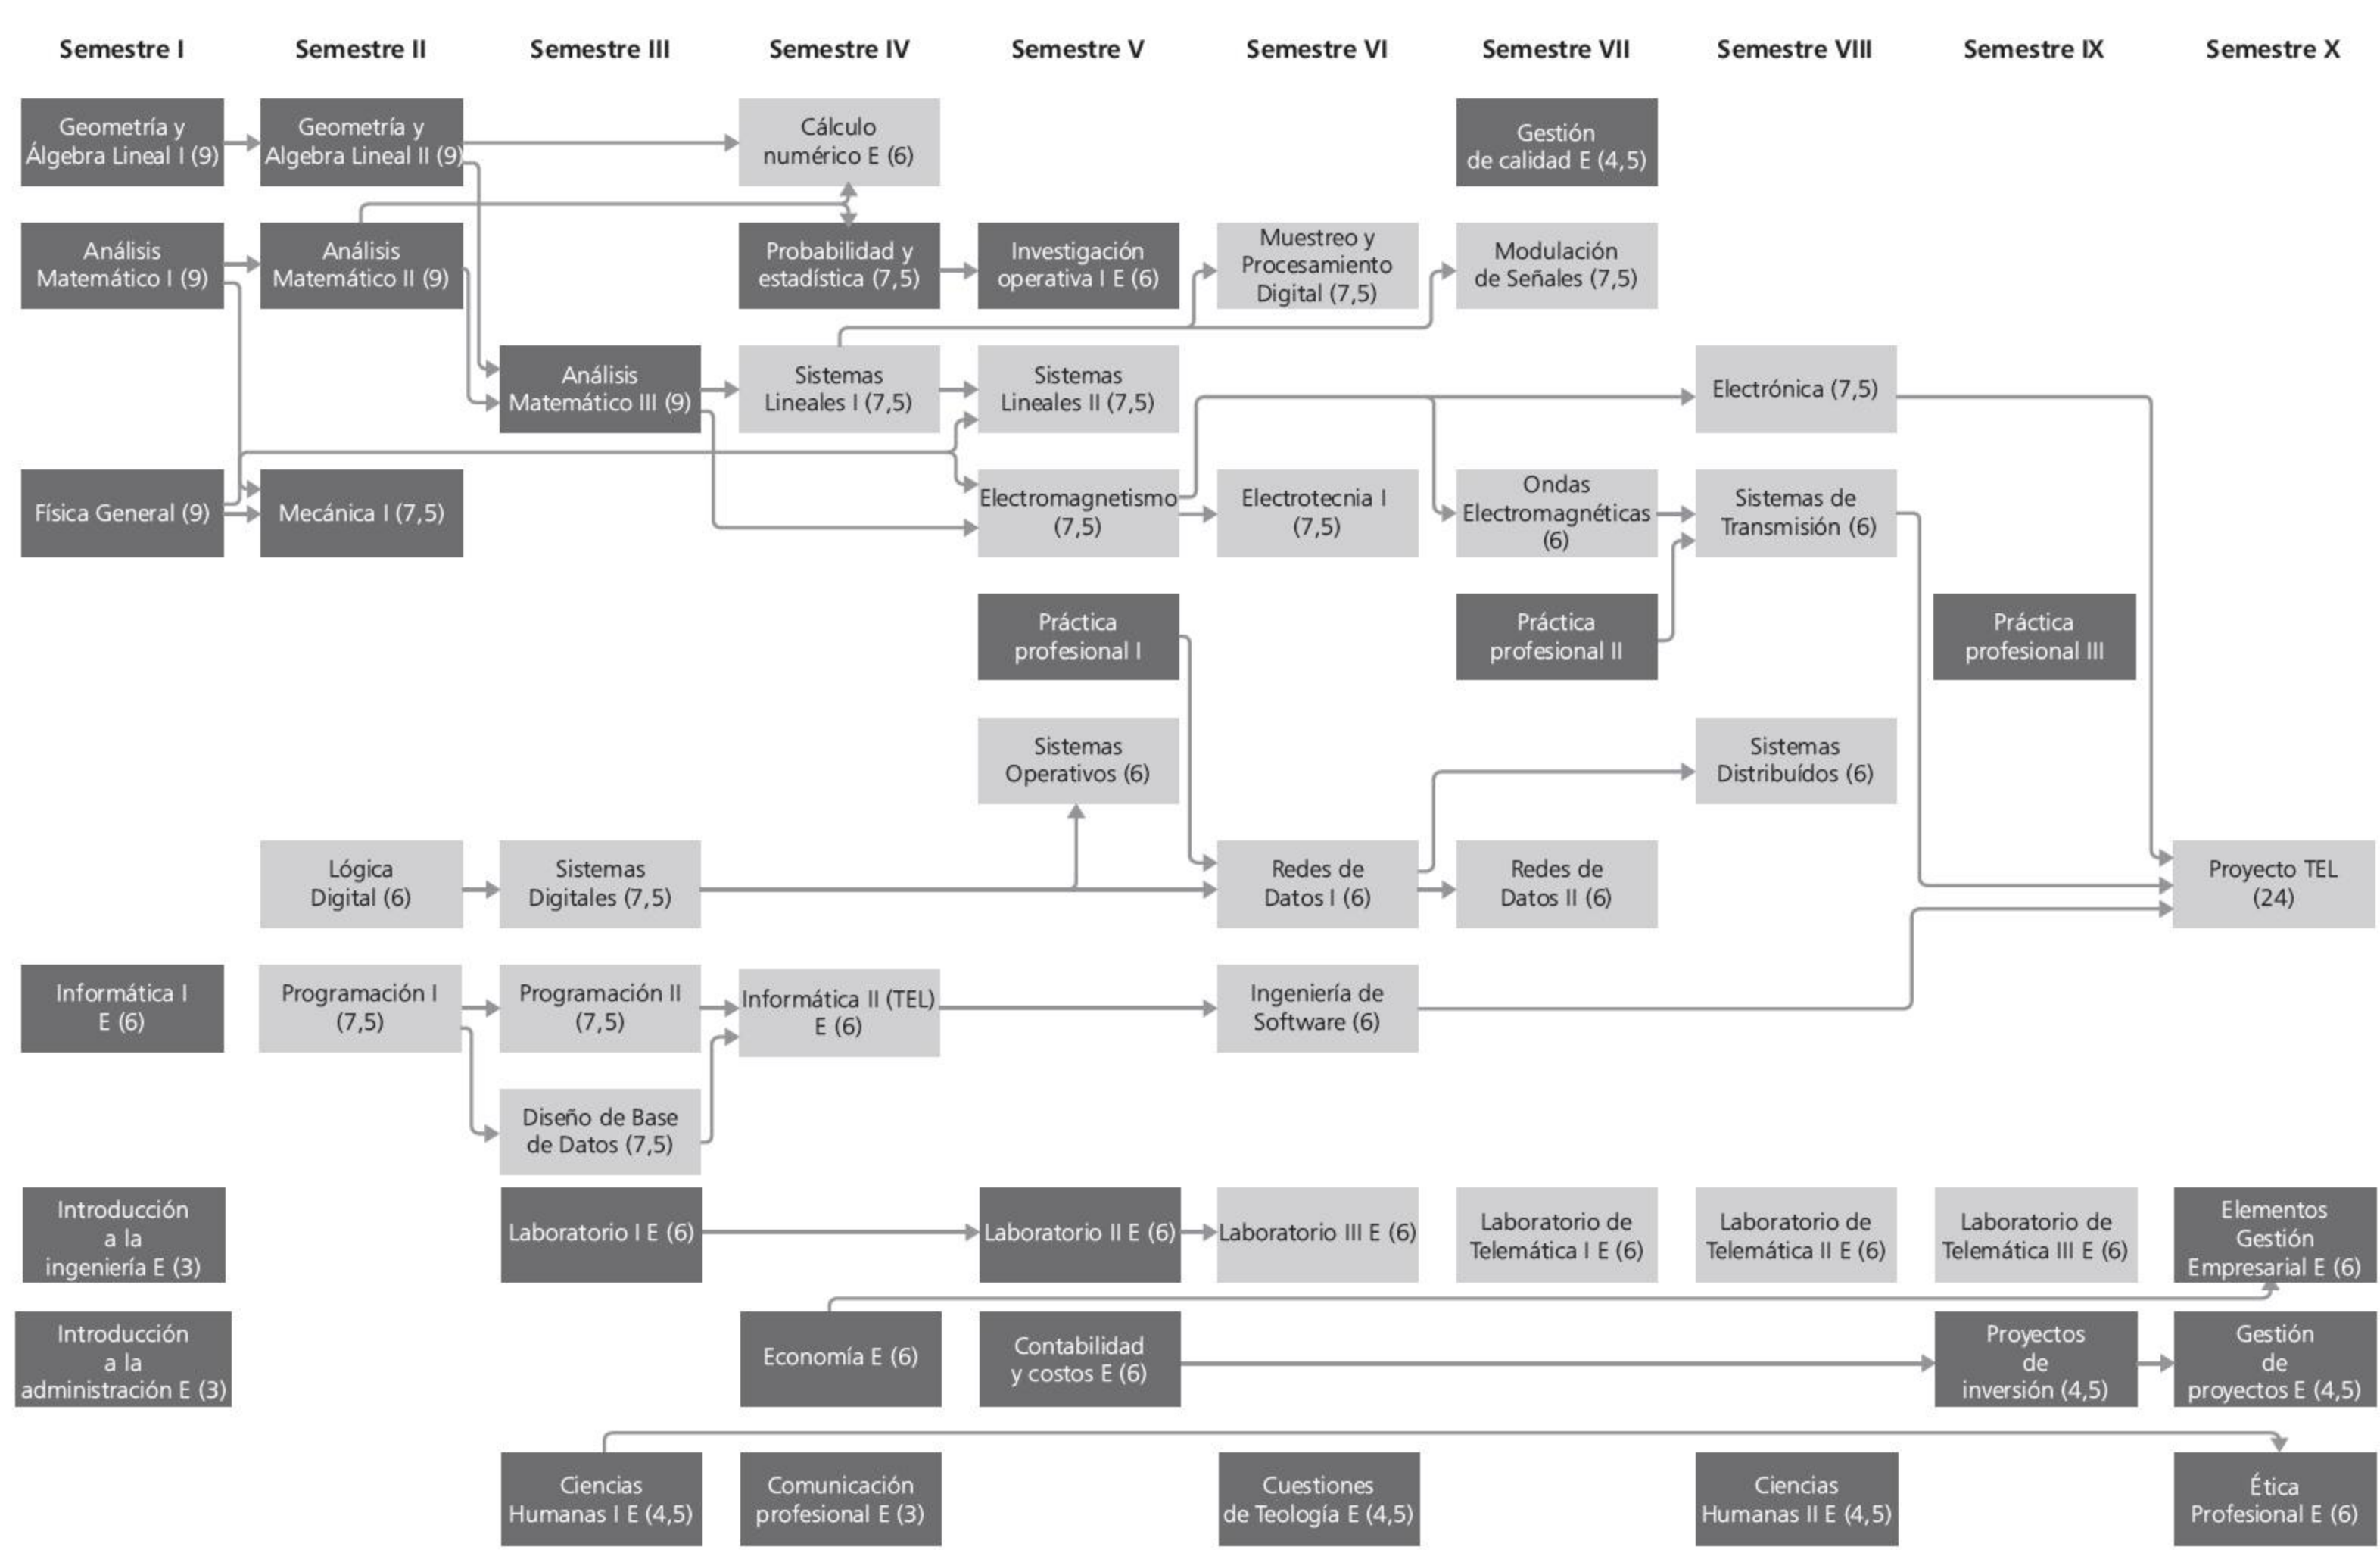 Semestre I
Semestre II
Semestre III
Semestre IV
Semestre V
Semestre VI
Semestre VII
Semestre VIII
Semestre IX
Semestre X
Geometría y
Álgebra Lineal I (9)
Geometría y
Algebra Lineal II (9)
Cálculo
numérico E (6)
Gestión
de calidad E (4,5)
Análisis
Matemático I (9)
Análisis
Matemático II (9)
Probabilidad y
estadística (7,5)
Investigación
operativa I E (6)
Muestreo y
Procesamiento
Digital (7,5)
Modulación
de Señales (7,5)
Análisis
Matemático III (9)
Sistemas
Lineales I (7,5)
Sistemas
Lineales II (7,5)
Electrónica (7,5)
Física General (9)
Mecánica I (7,5)
Electromagnetismo
(7,5)
Electrotecnia I
(7,5)
Ondas
Electromagnéticas
(6)
Sistemas de
Transmisión (6)
Práctica
profesional I
Práctica
profesional II
Práctica
profesional III
Sistemas
Operativos (6)
Sistemas
Distribuídos (6)
Lógica
Digital (6)
Sistemas
Digitales (7,5)
Redes de
Datos I (6)
Redes de
Datos II (6)
Proyecto TEL
(24)
Informática I
E (6)
Programación I
(7,5)
Programación II
(7,5)
Informática II (TEL)
E (6)
Ingeniería de
Software (6)
Diseño de Base
de Datos (7,5)
Introducción
a la
ingeniería E (3)
Laboratorio I E (6)
Laboratorio II E (6)
Laboratorio III E (6)
Laboratorio de
Telemática I E (6)
Laboratorio de
Telemática II E (6)
Laboratorio de
Telemática III E (6)
Elementos
Gestión
Empresarial E (6)
Introducción
a la
administración E (3)
Economía E (6)
Contabilidad
y costos E (6)
Proyectos
de
inversión (4,5)
Gestión
de
proyectos E (4,5)
Ciencias
Humanas I E (4,5)
Comunicación
profesional E (3)
Cuestiones
de Teología E (4,5)
Ciencias
Humanas II E (4,5)
Ética
Profesional E (6)